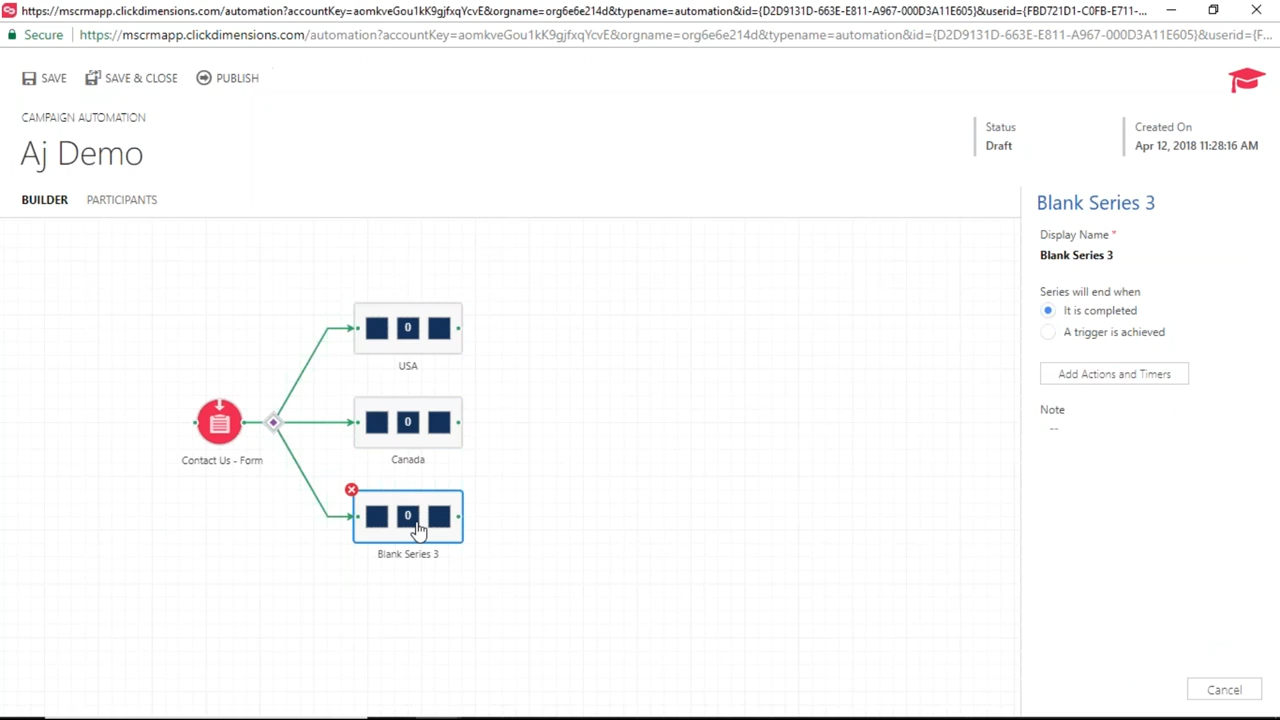 https://mscrmapp.clickdimensions.com/automation?accountKey=aomkveGou1kK9gjfxqYcvE&orgname=org6e6e214d&typename=automation&id={D2D9131D-663E-E811-A967-000D3A11E605}&userid={FBD721D1-C0FB-E711-...
Secure
https://mscrmapp.clickdimensions.com/automation?accountKey=aomkveGou1kK9gjfxqYcvE&orgname=org6e6e214d&typename=automation&id={D2D9131D-663E-E811-A967-000D3A11E605}&userid={F...
SAVE SAVE & CLOSE PUBLISH
CAMPAIGN AUTOMATION
Aj Demo
Status
Draft
Created On
Apr 12, 2018 11:28:16 AM
BUILDER PARTICIPANTS
0
USA
Contact Us - Form
0
Canada
0
Blank Series 3
Blank Series 3
Display Name *
Blank Series 3
Series will end when
It is completed
A trigger is achieved
Add Actions and Timers
Note
--
Cancel